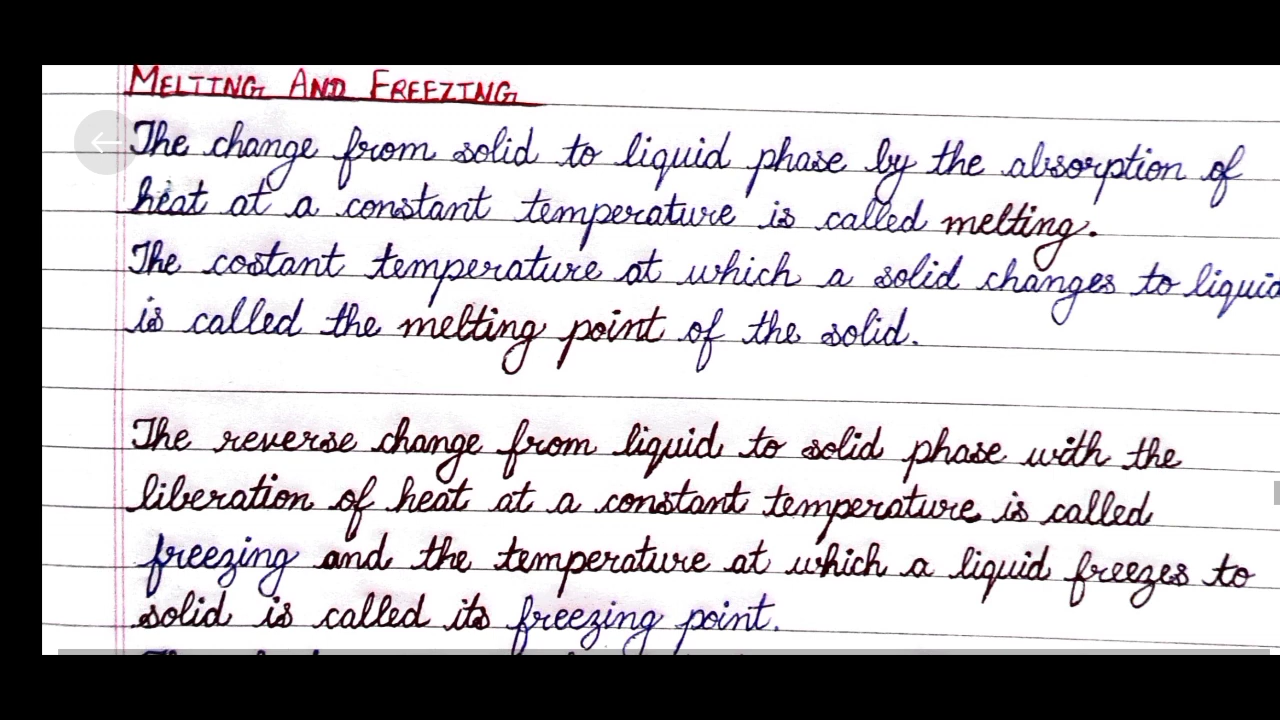 MELTING AND FREEZING
The change from solid to liquid phase by the absorption of
heat at a constant temperature is called melting.
The costant temperature at which a solid changes to liquid
is called the melting point of the solid.
The reverse change from liquid to solid phase with the
liberation of heat at a constant temperature is called
freezing and the temperature at which a liquid freezes to
solid is called its freezing point.